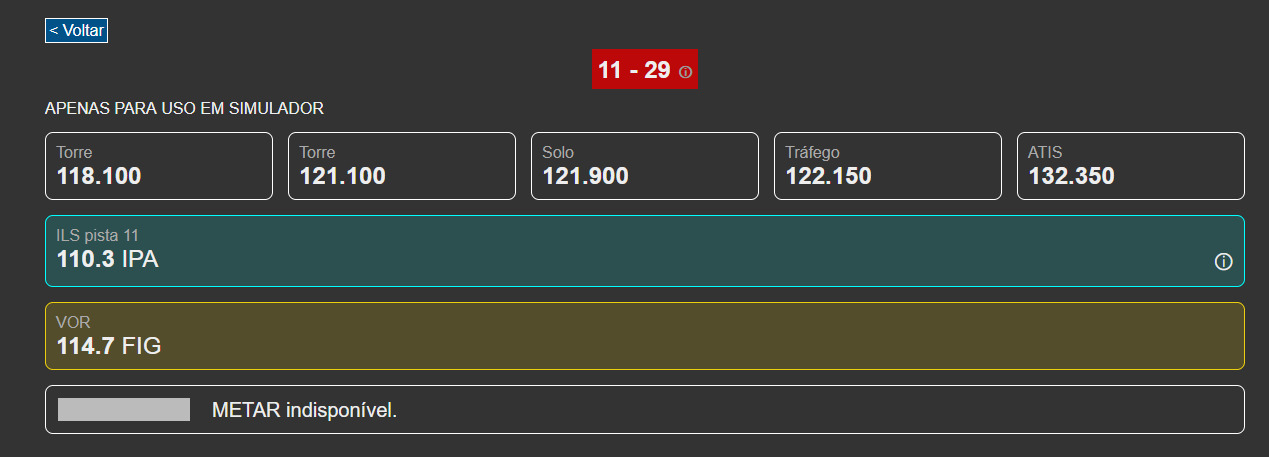 < Voltar
11 - 29
APENAS PARA USO EM SIMULADOR
Torre
118.100
Torre
121.100
Solo
121.900
Tráfego
122.150
ATIS
132.350
ILS pista 11
110.3 IPA
VOR
114.7 FIG
METAR indisponível.